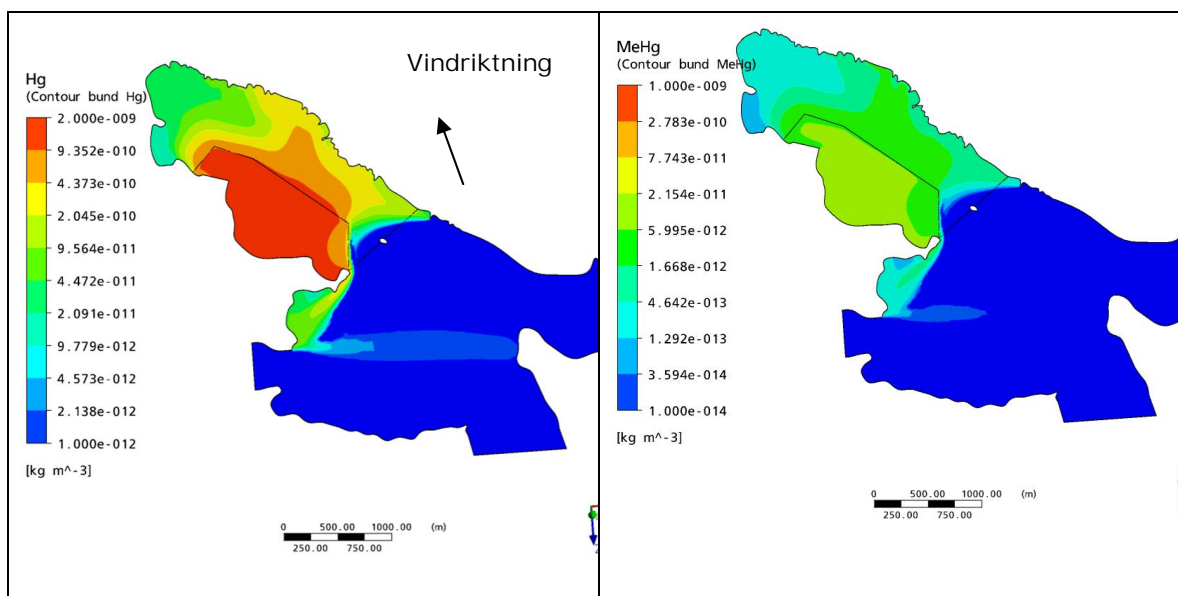 Vindriktning
Hg
(Contour bund Hg)
2.000e-009
9.352e-010
4.373e-010
2.045e-010
9.564e-011
4.472e-011
2.091e-011
9.779e-012
4.573e-012
2.138e-012
1.000e-012
[kg m^-3]
0 500.00 1000.00 (m)
250.00 750.00
MeHg
(Contour bund MeHg)
1.000e-009
2.783e-010
7.743e-011
2.154e-011
5.995e-012
1.668e-012
4.642e-013
1.292e-013
3.594e-014
1.000e-014
[kg m^-3]
0 500.00 1000.00 (m)
250.00 750.00